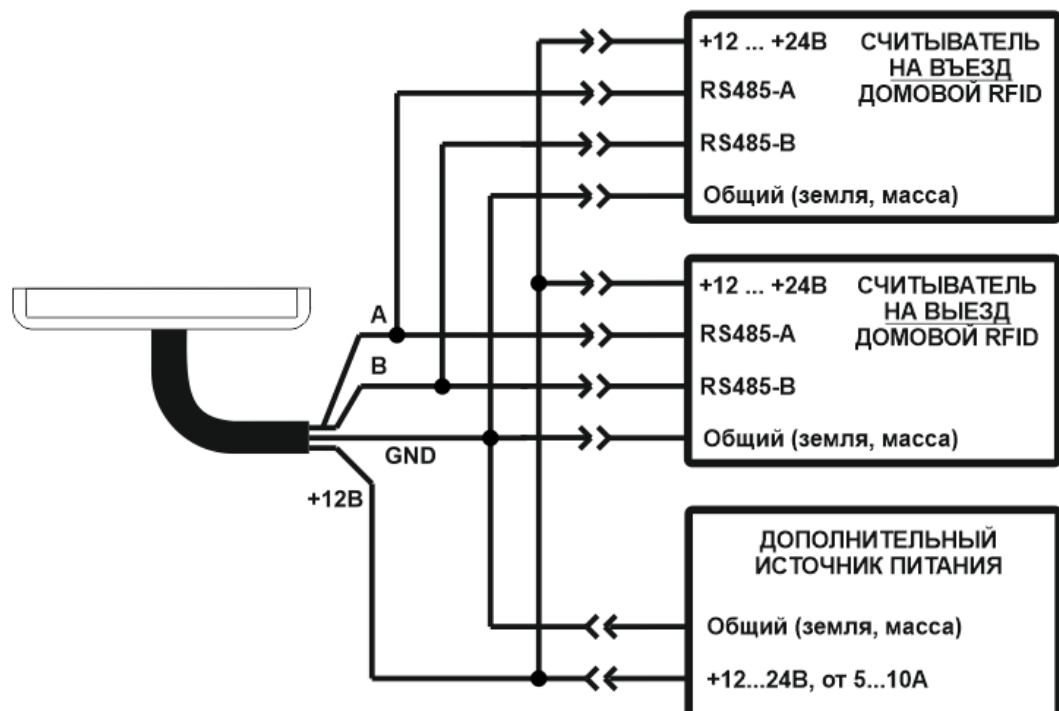 +12 ... +24В
СЧИТЫВАТЕЛЬ
НА ВЪЕЗД
ДОМОВОЙ RFID
RS485-A
RS485-B
Общий (земля, масса)
+12 ... +24В
СЧИТЫВАТЕЛЬ
НА ВЫЕЗД
ДОМОВОЙ RFID
RS485-A
RS485-B
Общий (земля, масса)
A
B
GND
+12В
ДОПОЛНИТЕЛЬНЫЙ
ИСТОЧНИК ПИТАНИЯ
Общий (земля, масса)
+12...24В, от 5...10А